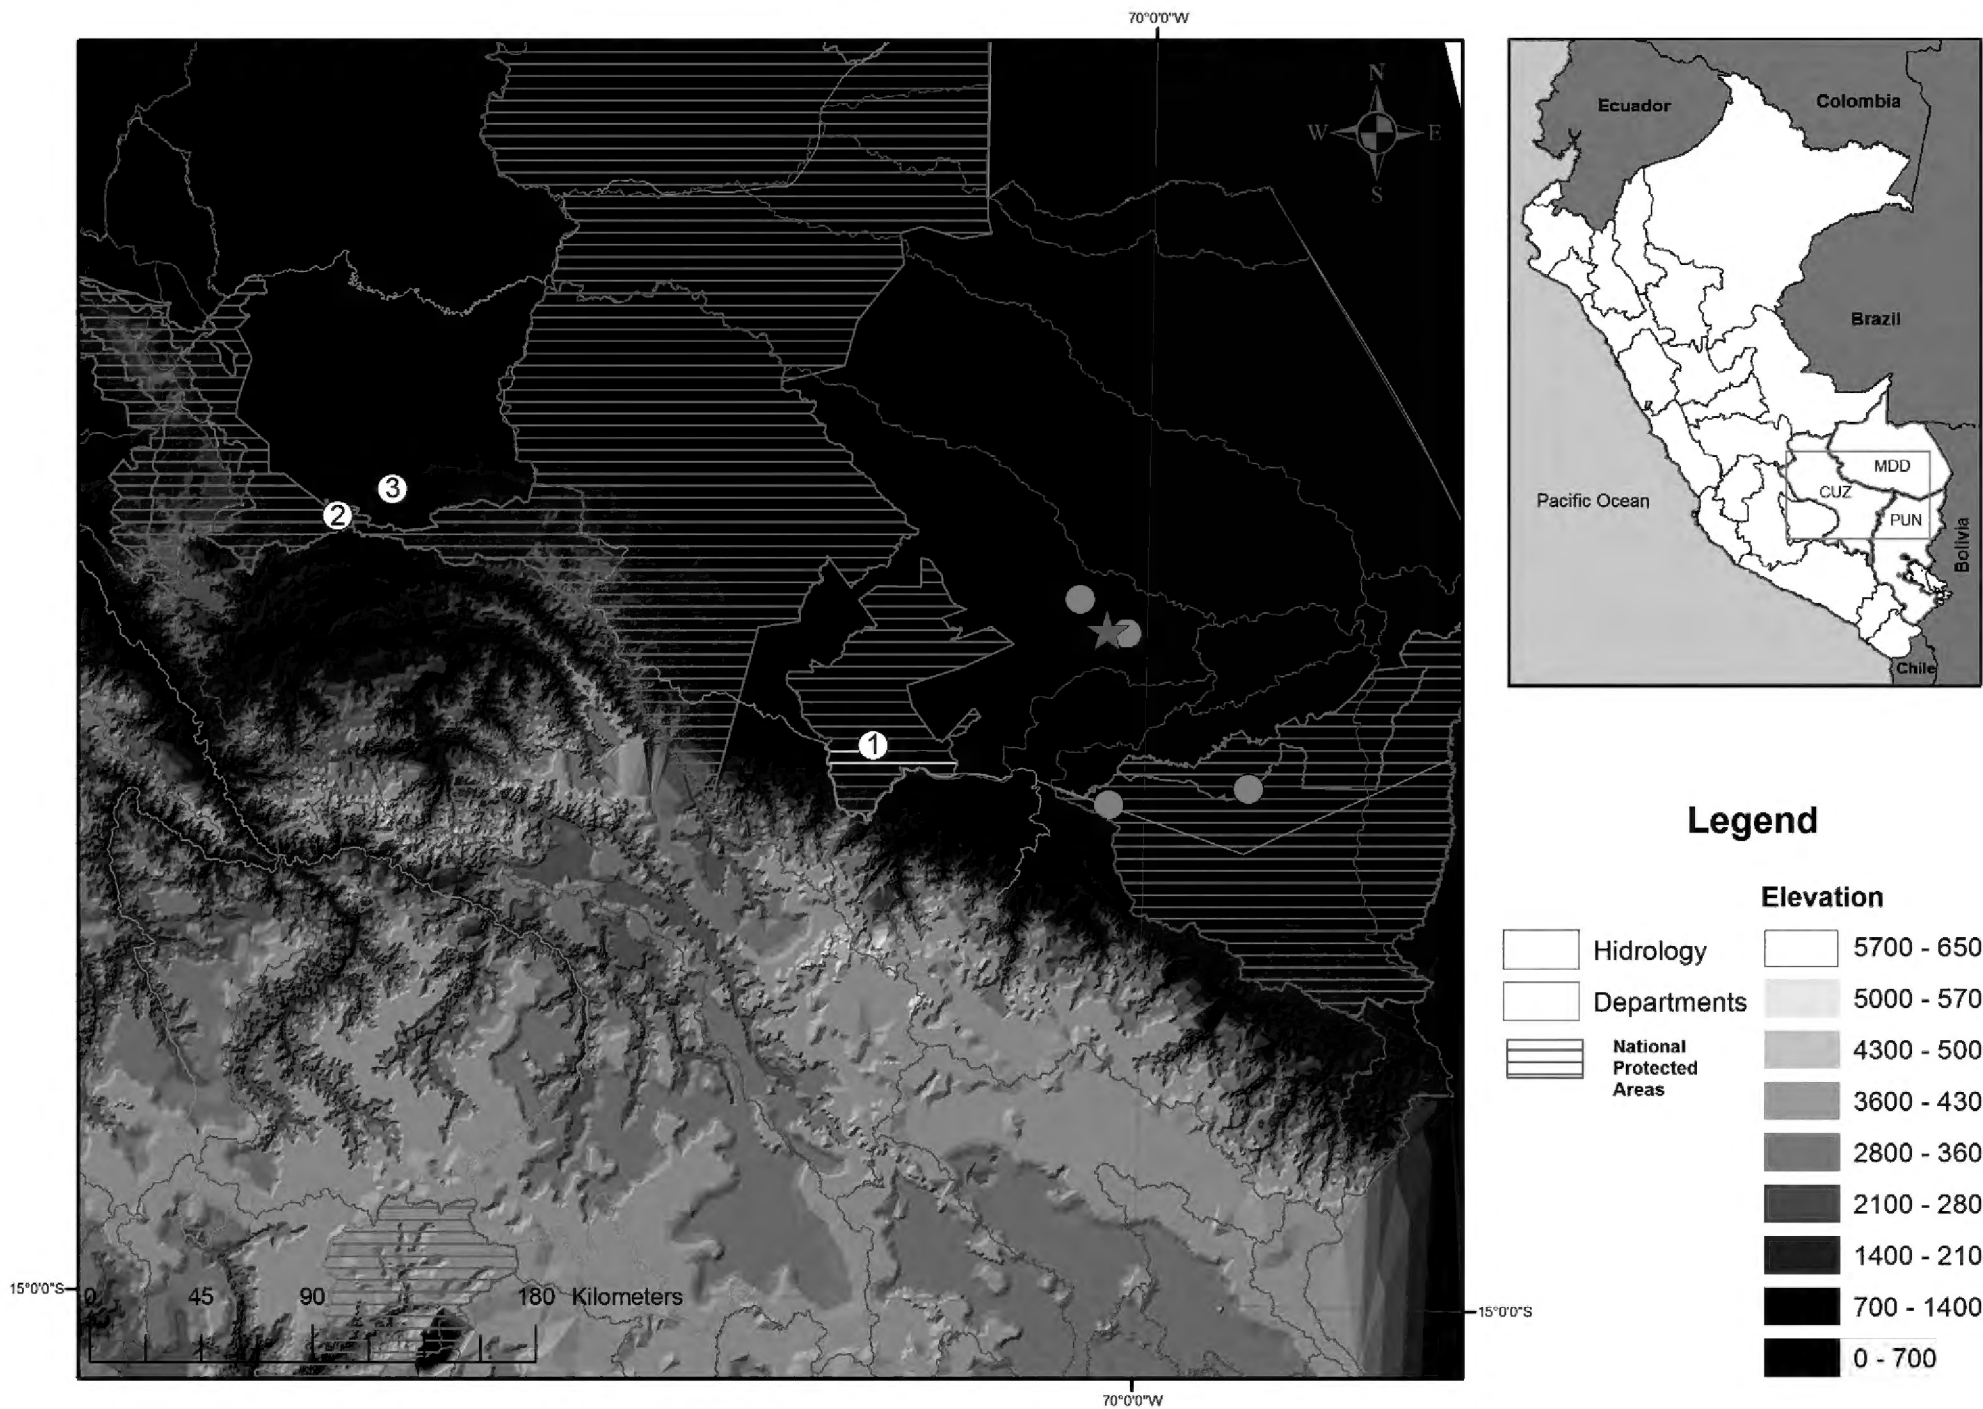 70°0'0"W
N
W
E
S
3
2
1
15°0'0"S
0
45
90
180 Kilometers
15°0'0"S
70°0'0"W
Ecuador
Colombia
Brazil
Pacific Ocean
MDD
CUZ
PUN
Bolivia
Chile
Legend
Elevation
Hidrology
Departments
National
Protected
Areas
5700 - 650
5000 - 570
4300 - 500
3600 - 430
2800 - 360
2100 - 280
1400 - 210
700 - 1400
0 - 700